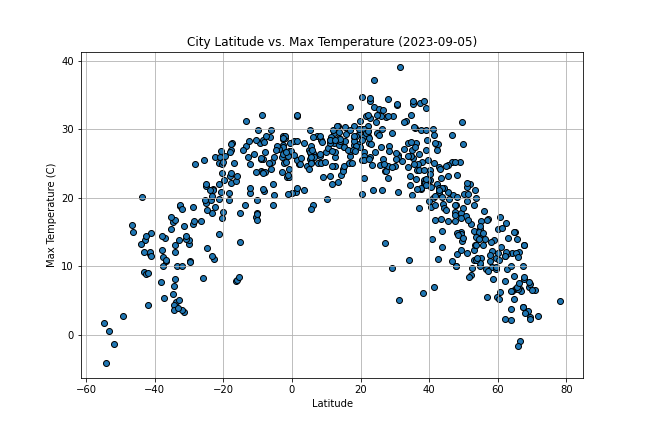 City Latitude vs. Max Temperature (2023-09-05)
40
30
20
10
0
Max Temperature (C)
−60 −40 −20 0 20 40 60 80
Latitude